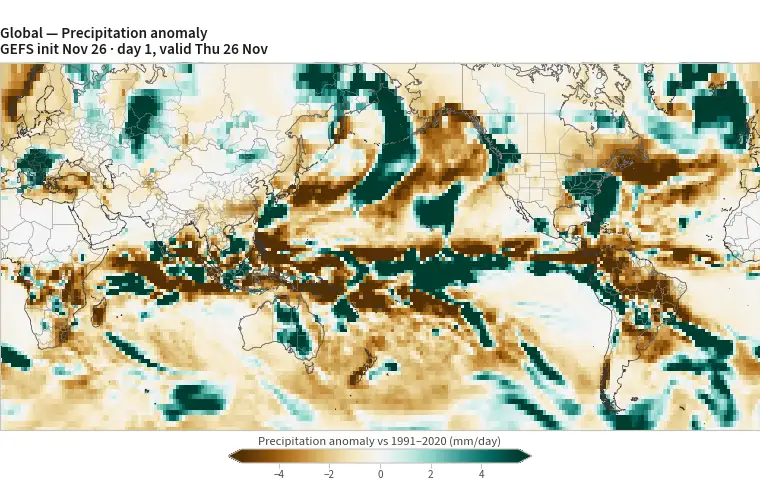 Global — Precipitation anomaly
GEFS init Nov 26 · day 1, valid Thu 26 Nov
Precipitation anomaly vs 1991–2020 (mm/day)
−4 −2 0 2 4